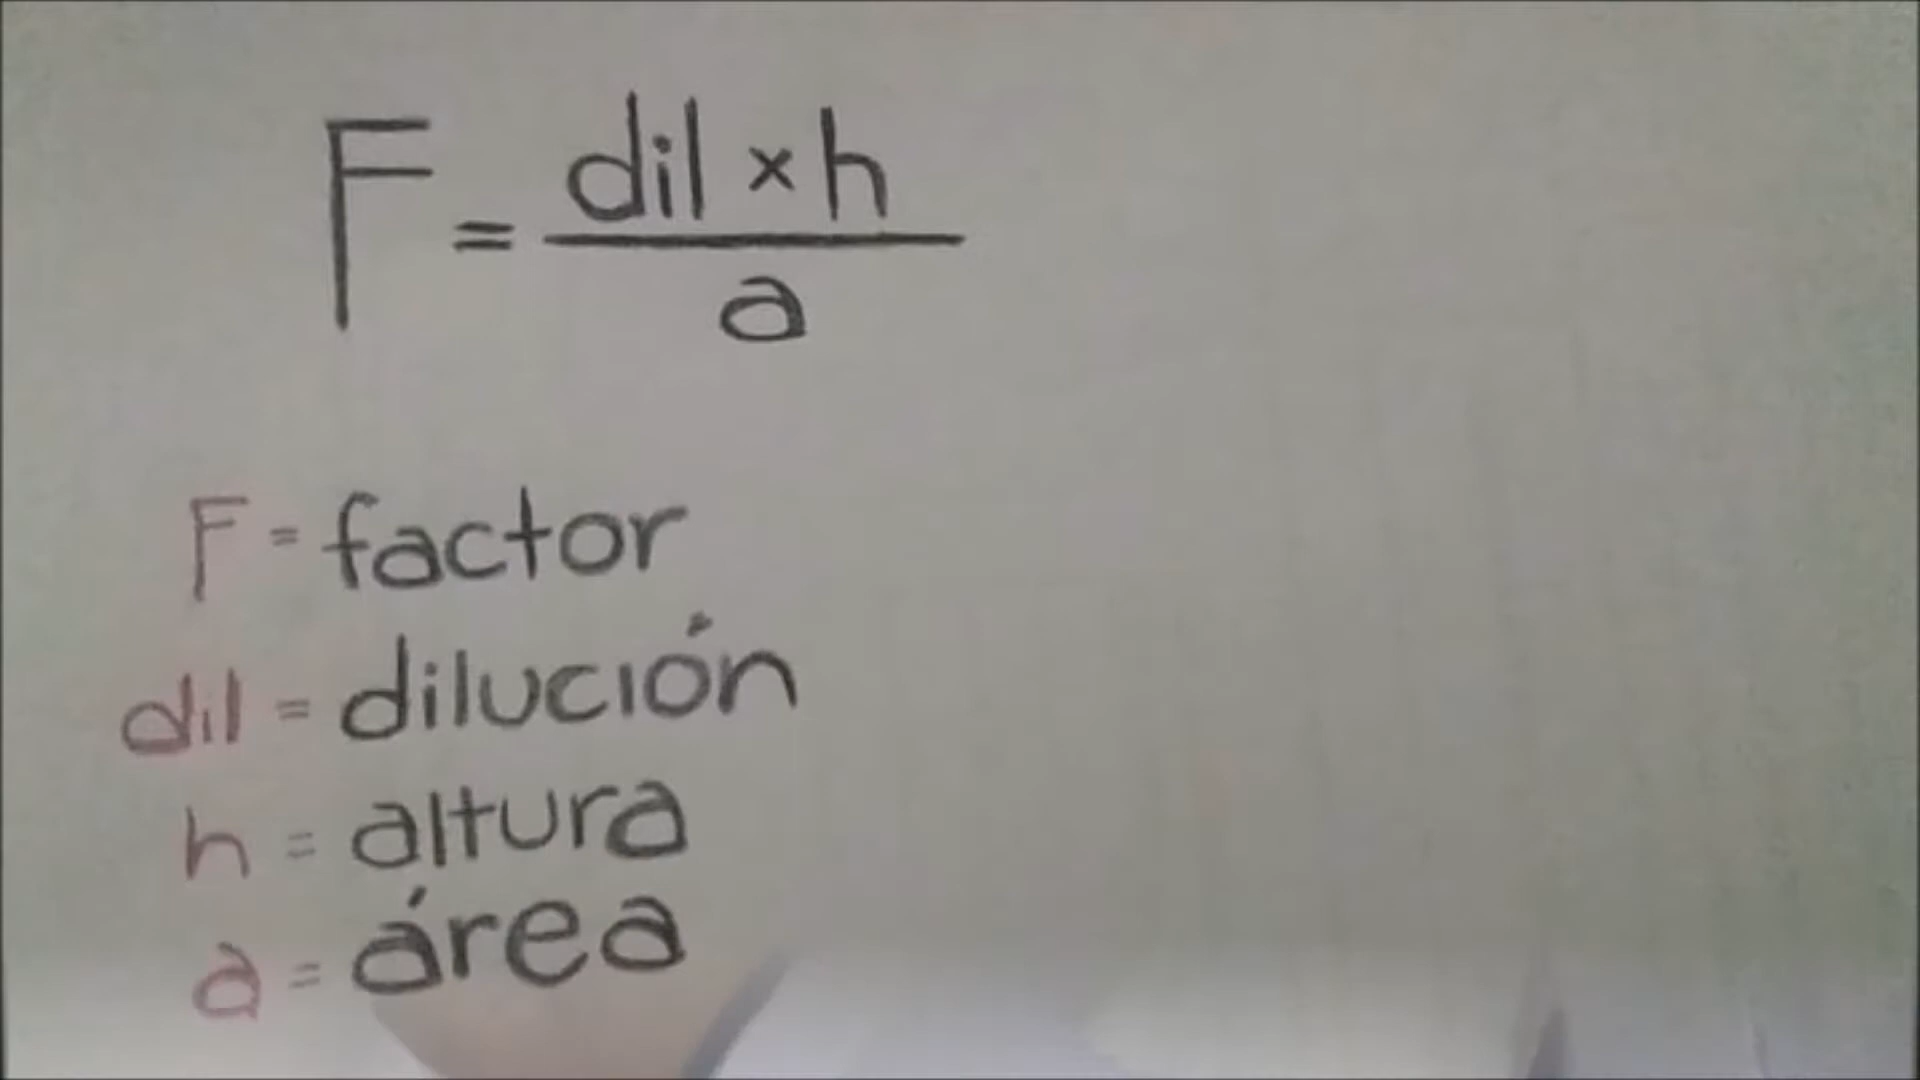 F = dil × h
a
F = factor
dil = dilución
h = altura
a = área